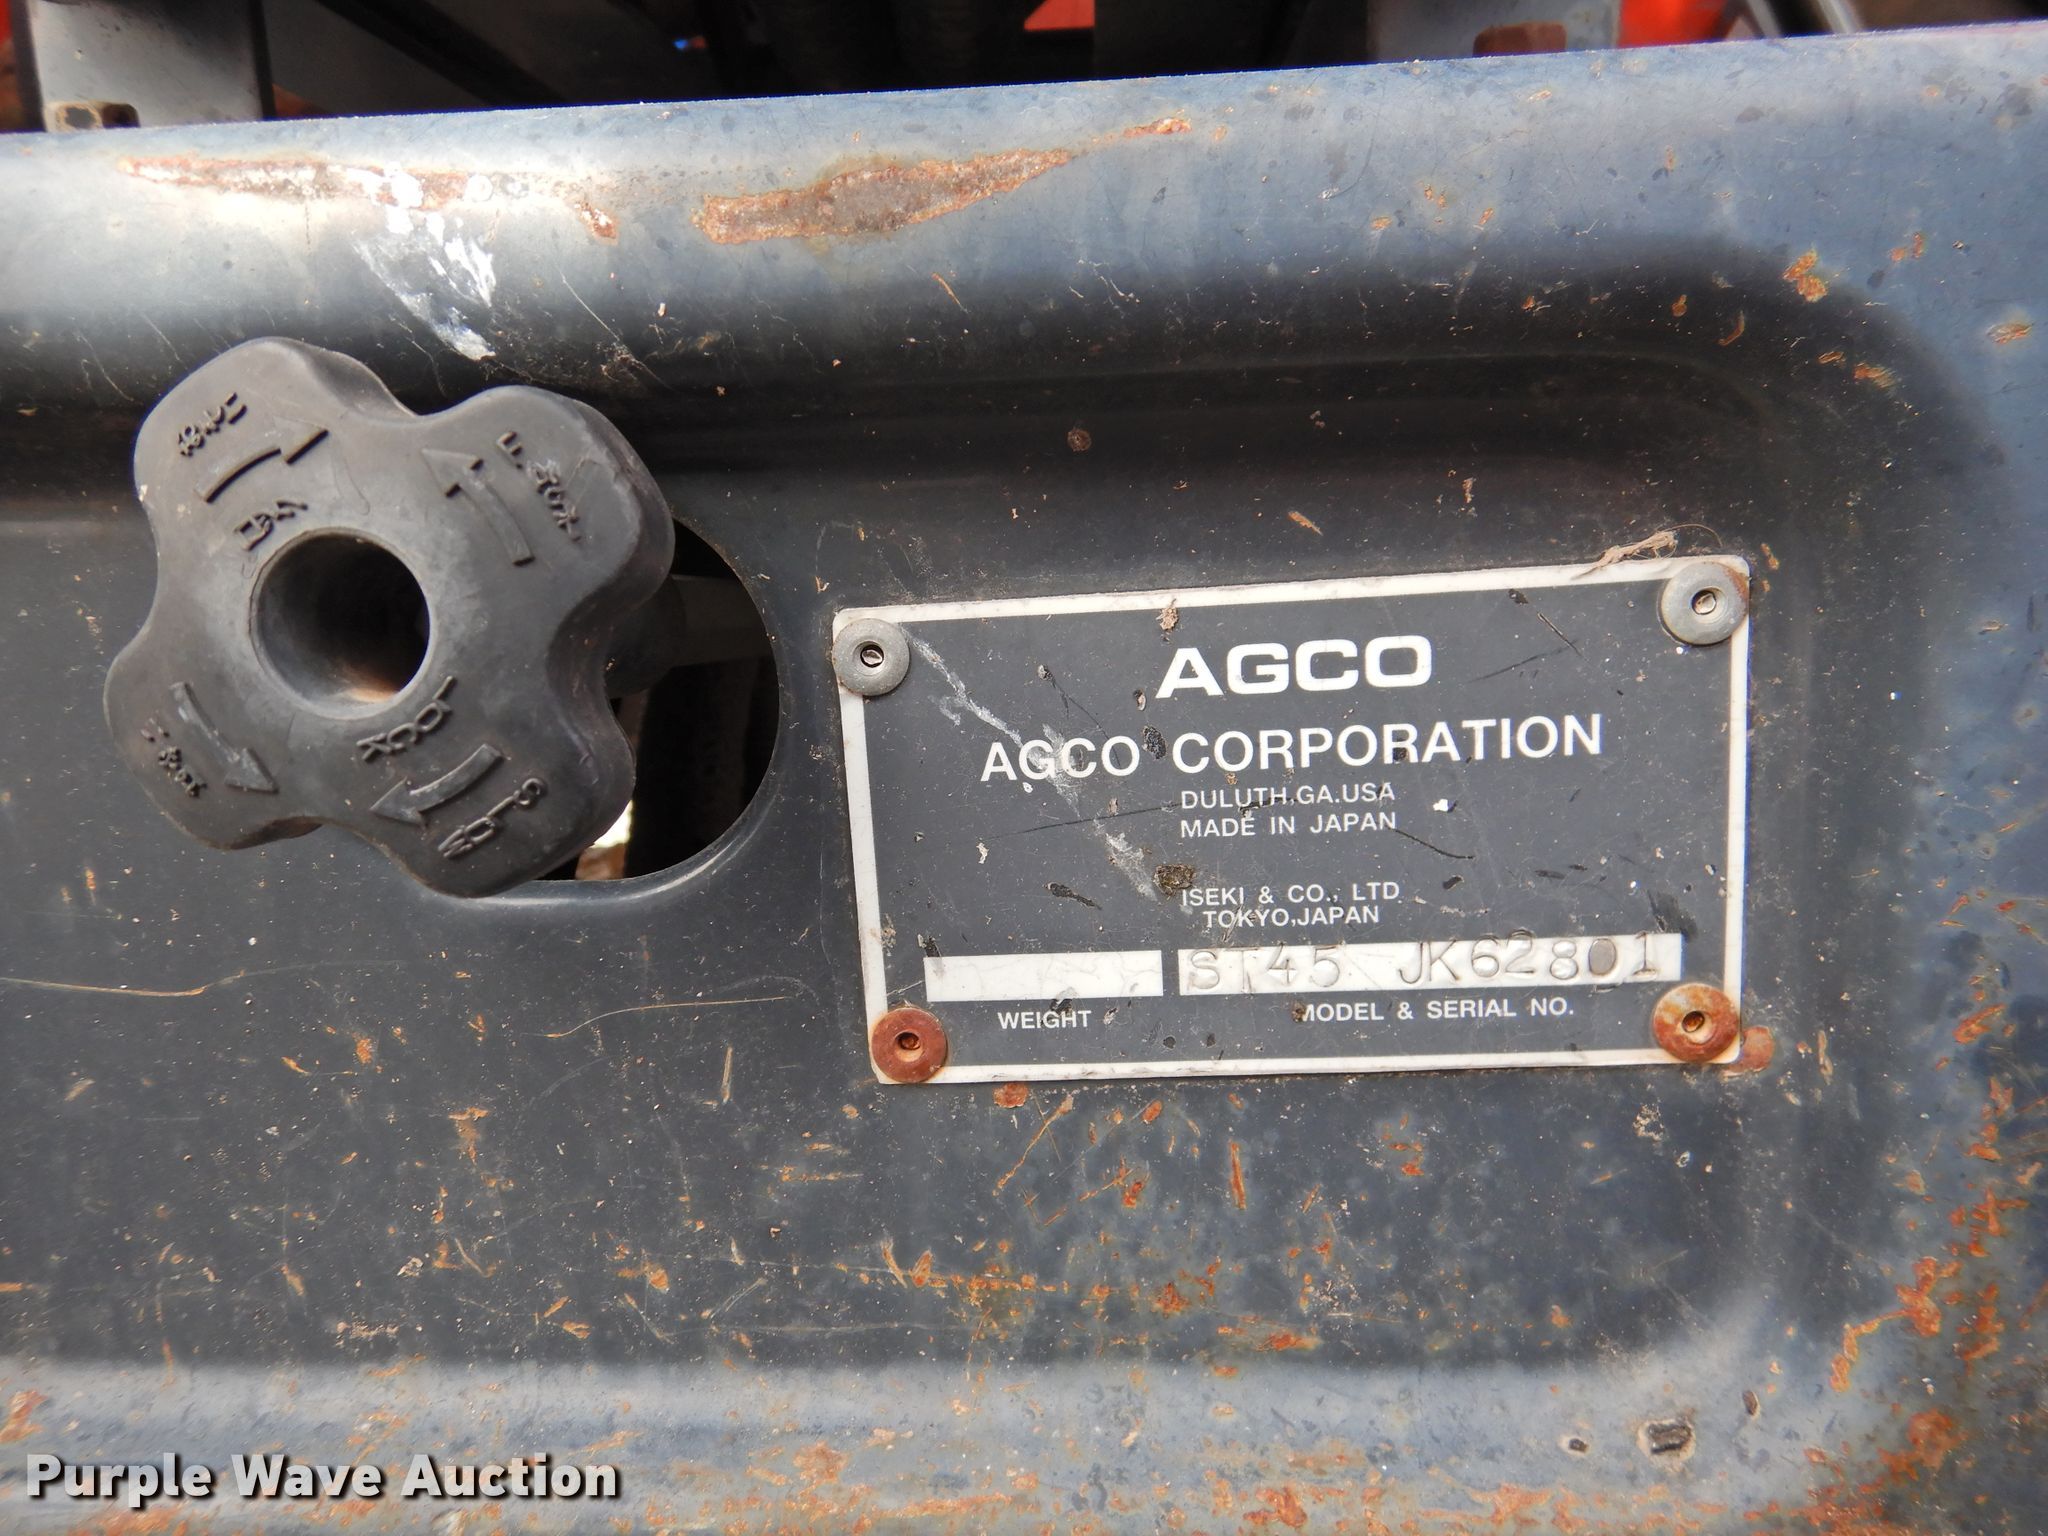 LOCK
SLOW
AGCO
AGCO CORPORATION
DULUTH,GA.USA
MADE IN JAPAN
ISEKI & CO., LTD
TOKYO,JAPAN
ST45 JK62801
WEIGHT
MODEL & SERIAL NO.
Purple Wave Auction